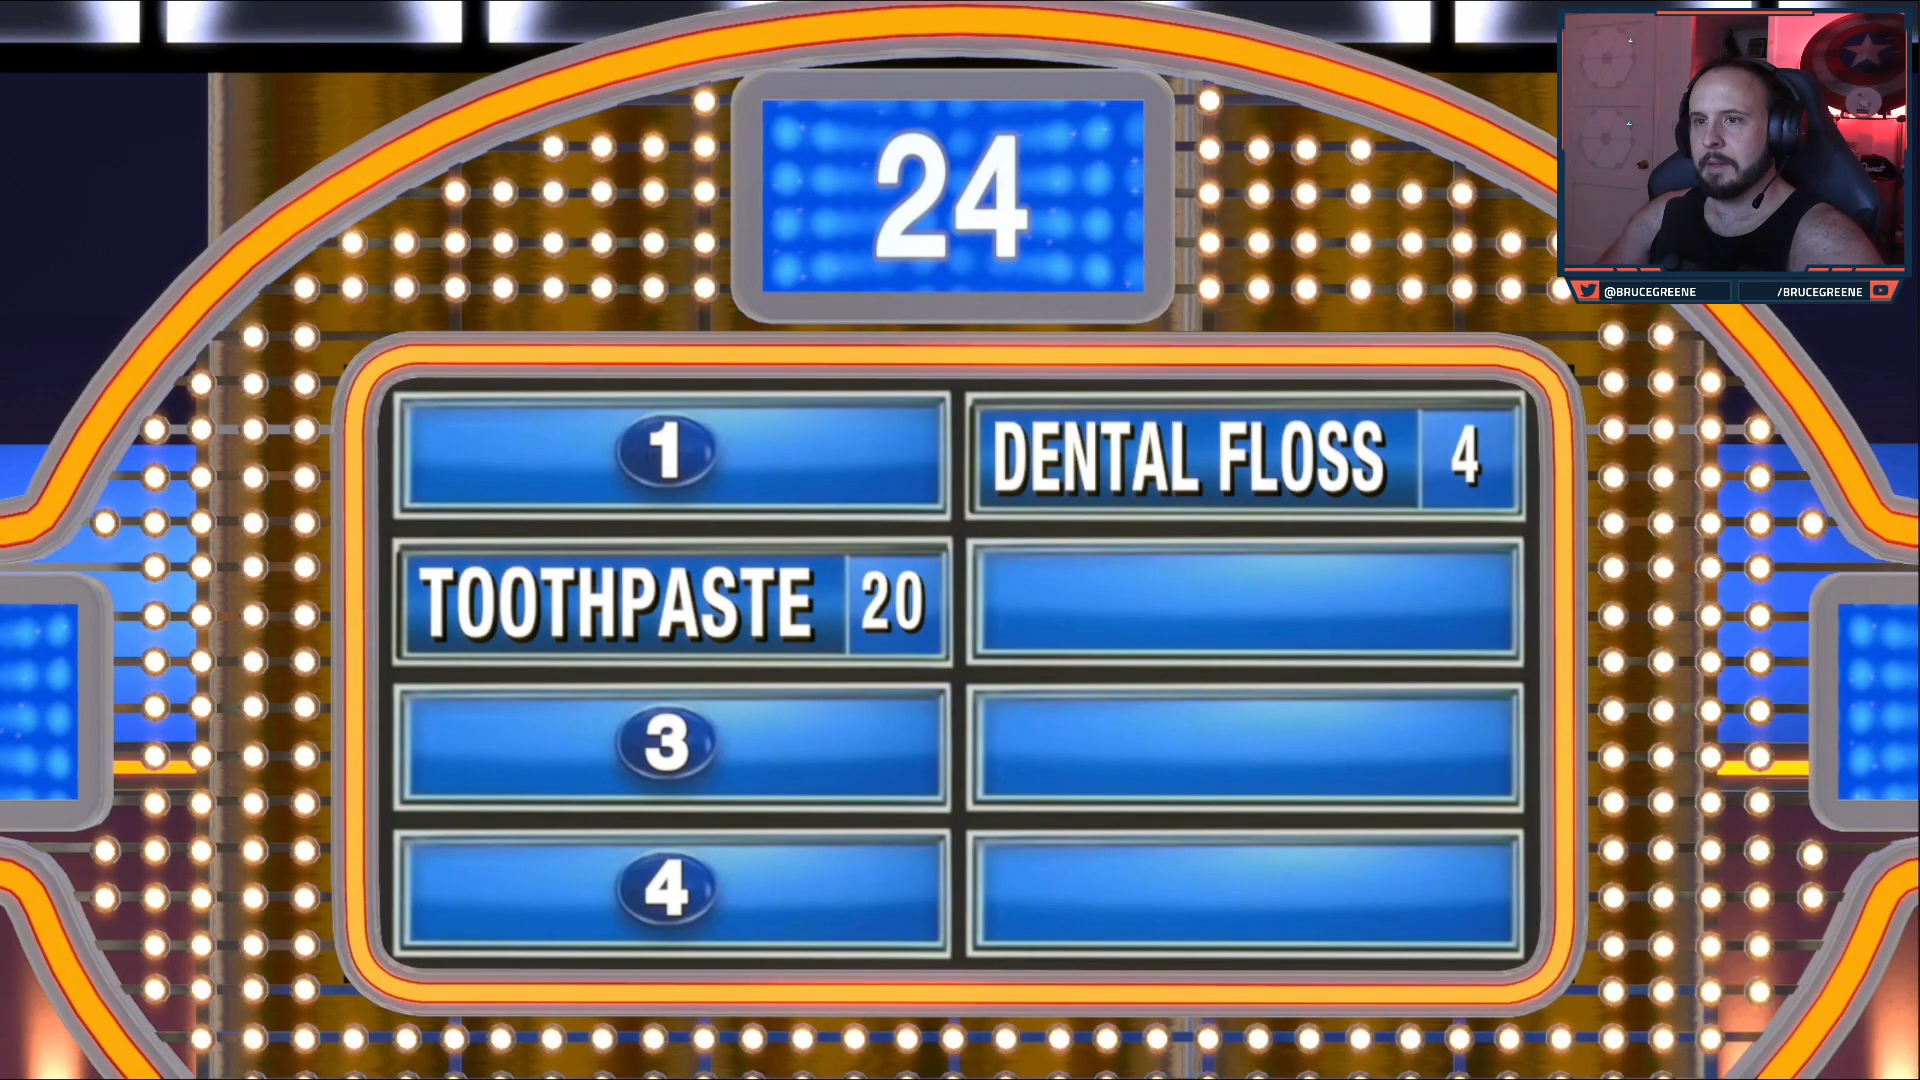 24
@BRUCEGREENE
/BRUCEGREENE
1
DENTAL FLOSS 4
TOOTHPASTE 20
3
4